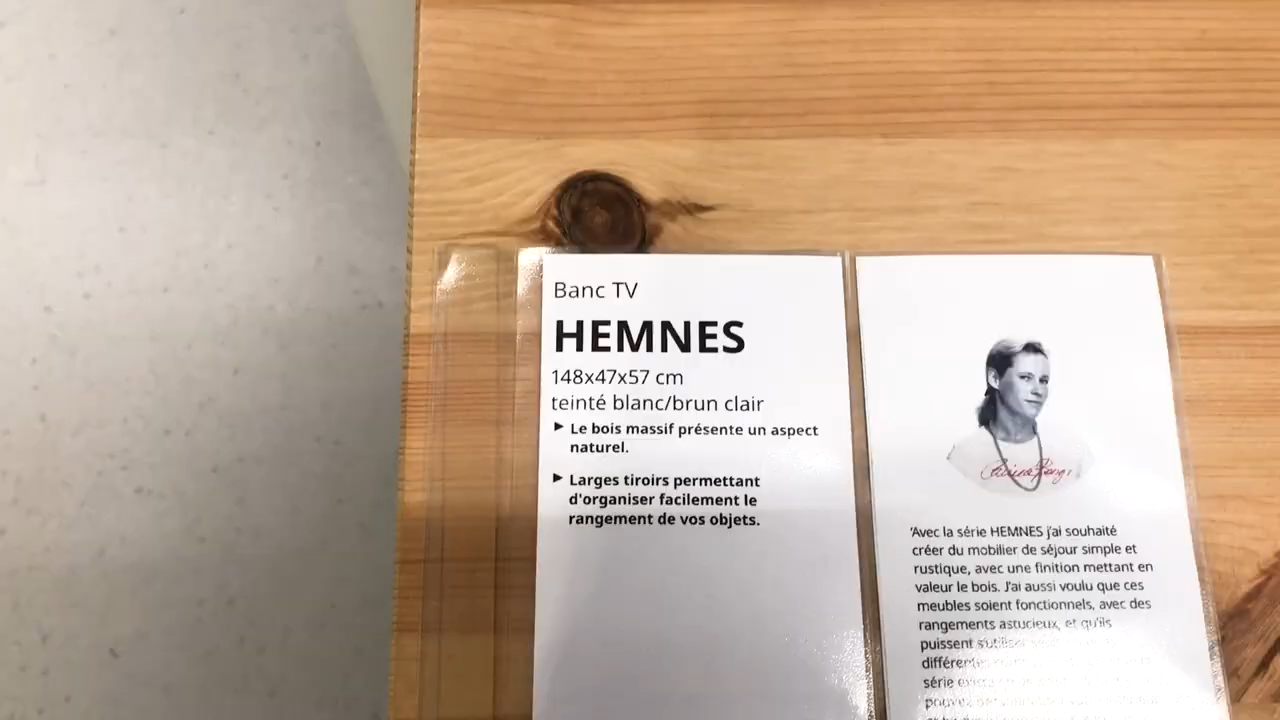 Banc TV
HEMNES
148x47x57 cm
teinté blanc/brun clair
▶ Le bois massif présente un aspect
naturel.
▶ Larges tiroirs permettant
d'organiser facilement le
rangement de vos objets.
'Avec la série HEMNES j'ai souhaité
créer du mobilier de séjour simple et
rustique, avec une finition mettant en
valeur le bois. J'ai aussi voulu que ces
meubles soient fonctionnels, avec des
rangements astucieux, et qu'ils
puissent
série